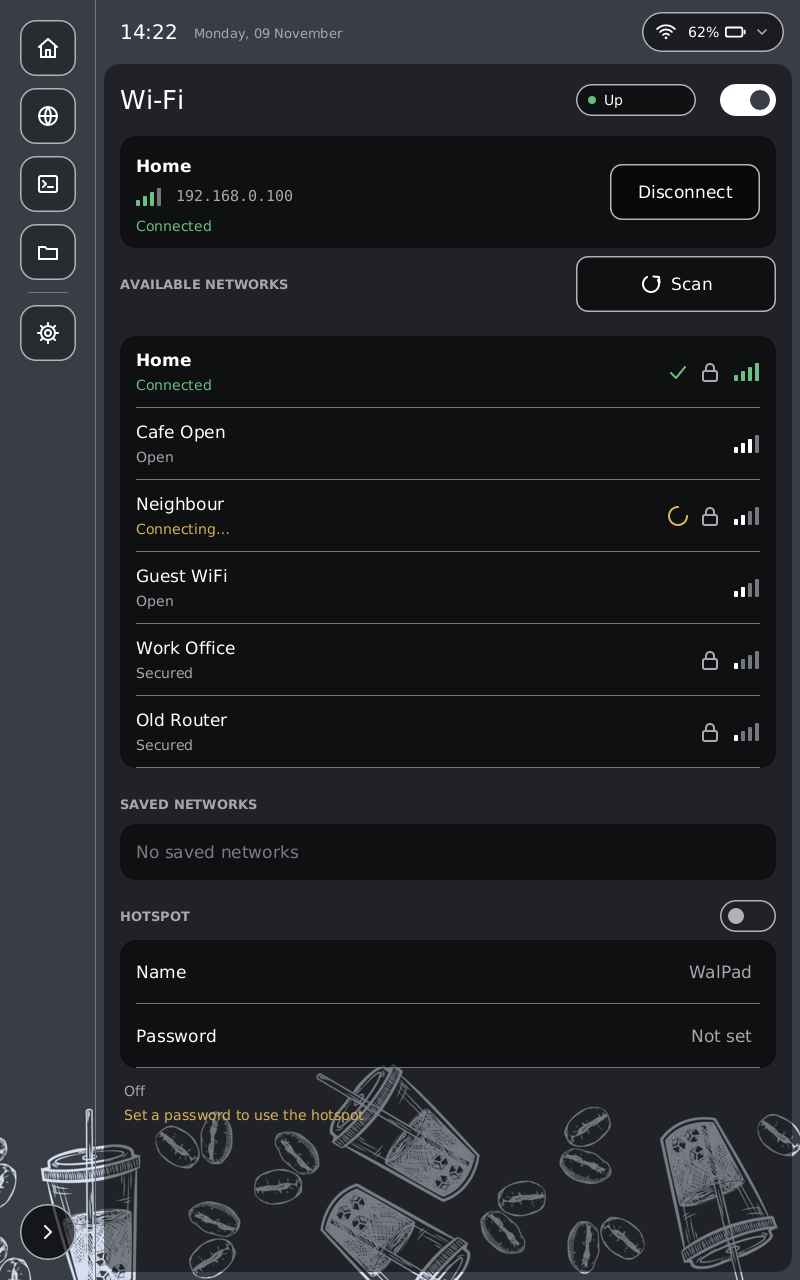 14:22 Monday, 09 November 62%
Wi-Fi Up
Home
192.168.0.100
Connected
Disconnect
AVAILABLE NETWORKS Scan
Home
Connected
Cafe Open
Open
Neighbour
Connecting...
Guest WiFi
Open
Work Office
Secured
Old Router
Secured
SAVED NETWORKS
No saved networks
HOTSPOT
Name WalPad
Password Not set
Off
Set a password to use the hotspot